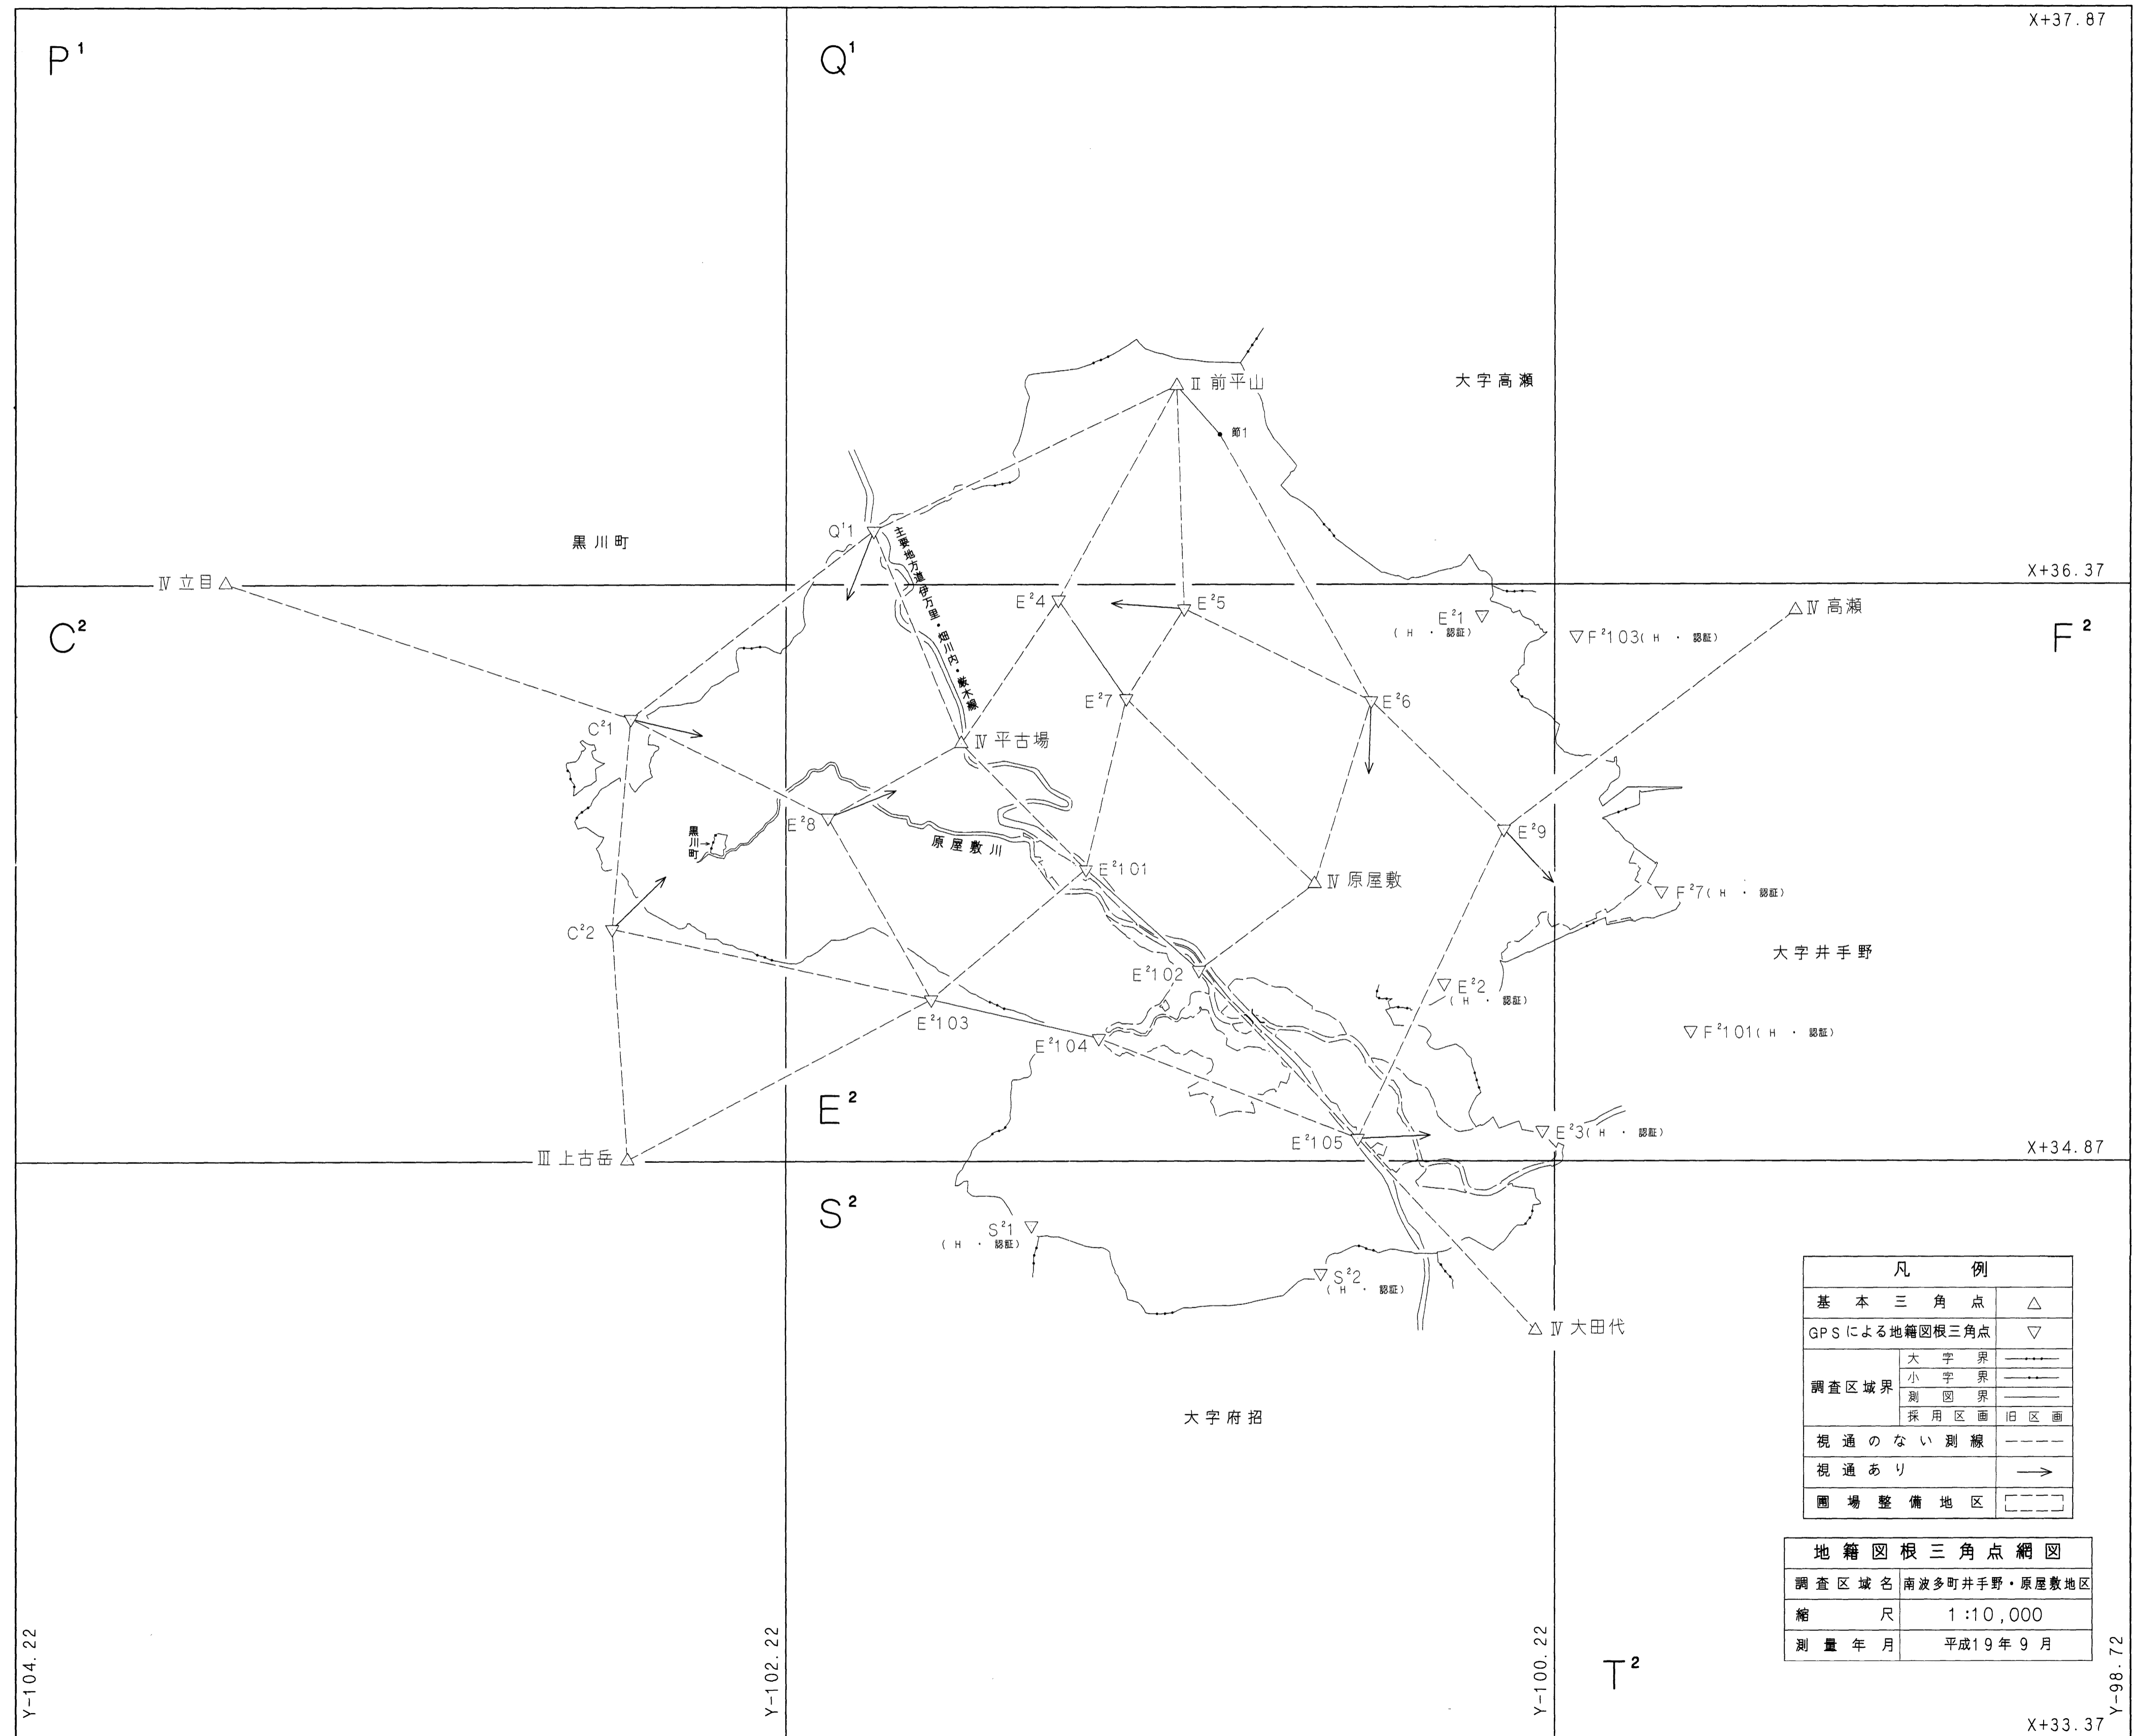 X+37.87
P¹
Q¹
Ⅱ 前平山
大字高瀬
節1
Q¹1
主要地方道伊万里・畑川内・厳木線
黒川町
X+36.37
Ⅳ 立目
C²
E²4
E²5
E²1
( H ・ 認証)
F²103( H ・ 認証)
Ⅳ 高瀬
F²
C²1
E²7
E²6
Ⅳ 平古場
E²8
黒川町
原屋敷川
E²9
E²101
Ⅳ 原屋敷
F²7( H ・ 認証)
C²2
大字井手野
E²102
E²2
( H ・ 認証)
E²103
E²104
F²101( H ・ 認証)
E²
E²105
E²3( H ・ 認証)
X+34.87
Ⅲ 上古岳
S²
S²1
( H ・ 認証)
S²2
( H ・ 認証)
Ⅳ 大田代
大字府招
凡 例
基本三角点
GPSによる地籍図根三角点
調査区域界
大字界
小字界
測図界
採用区画 旧区画
視通のない測線
視通あり
圃場整備地区
地籍図根三角点網図
調査区域名 南波多町井手野・原屋敷地区
縮尺 1:10,000
測量年月 平成19年9月
T²
Y-104.22
Y-102.22
Y-100.22
Y-98.72
X+33.37